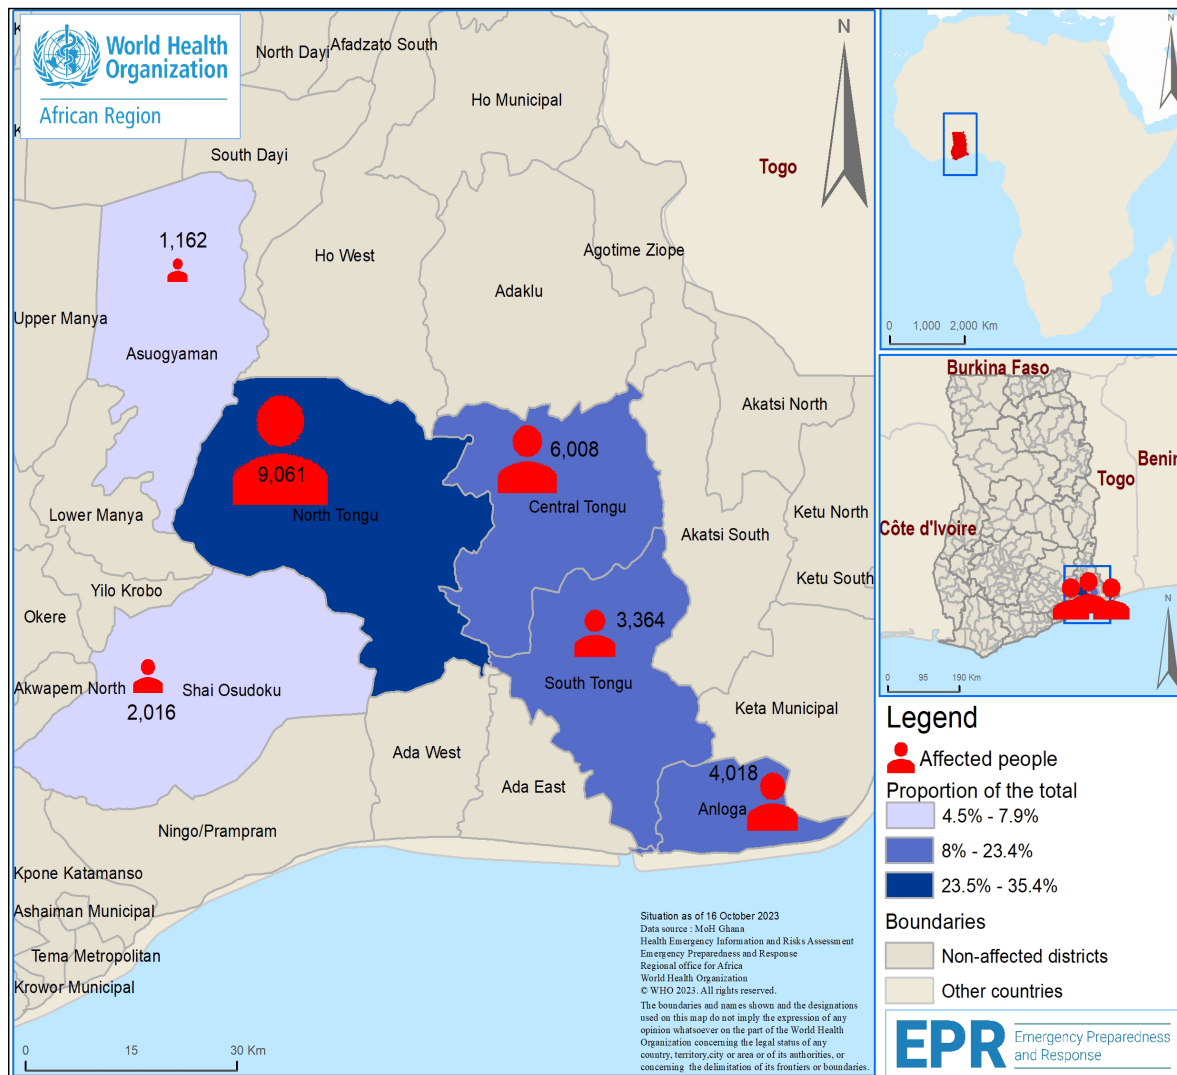 World Health
Organization
African Region
K
North Dayi
Afadzato South
N
Ho Municipal
K
South Dayi
Togo
1,162
Ho West
Agotime Ziope
Adaklu
Upper Manya
Asuogyaman
Akatsi North
9,061
6,008
North Tongu
Central Tongu
Lower Manya
Ketu North
Akatsi South
Ketu South
Yilo Krobo
Okere
3,364
Akwapem North
Shai Osudoku
South Tongu
2,016
Keta Municipal
Ada West
4,018
Ada East
Anloga
Ningo/Prampram
Kpone Katamanso
Ashaiman Municipal
Tema Metropolitan
Krowor Municipal
0 15 30 Km
Situation as of 16 October 2023
Data source : MoH Ghana
Health Emergency Information and Risks Assessment
Emergency Preparedness and Response
Regional office for Africa
World Health Organization
© WHO 2023. All rights reserved.
The boundaries and names shown and the designations
used on this map do not imply the expression of any
opinion whatsoever on the part of the World Health
Organization concerning the legal status of any
country, territory,city or area or of its authorities, or
concerning the delimitation of its frontiers or boundaries.
N
0 1,000 2,000 Km
Burkina Faso
Benin
Togo
Côte d'Ivoire
N
0 95 190 Km
Legend
Affected people
Proportion of the total
4.5% - 7.9%
8% - 23.4%
23.5% - 35.4%
Boundaries
Non-affected districts
Other countries
EPR
Emergency Preparedness
and Response